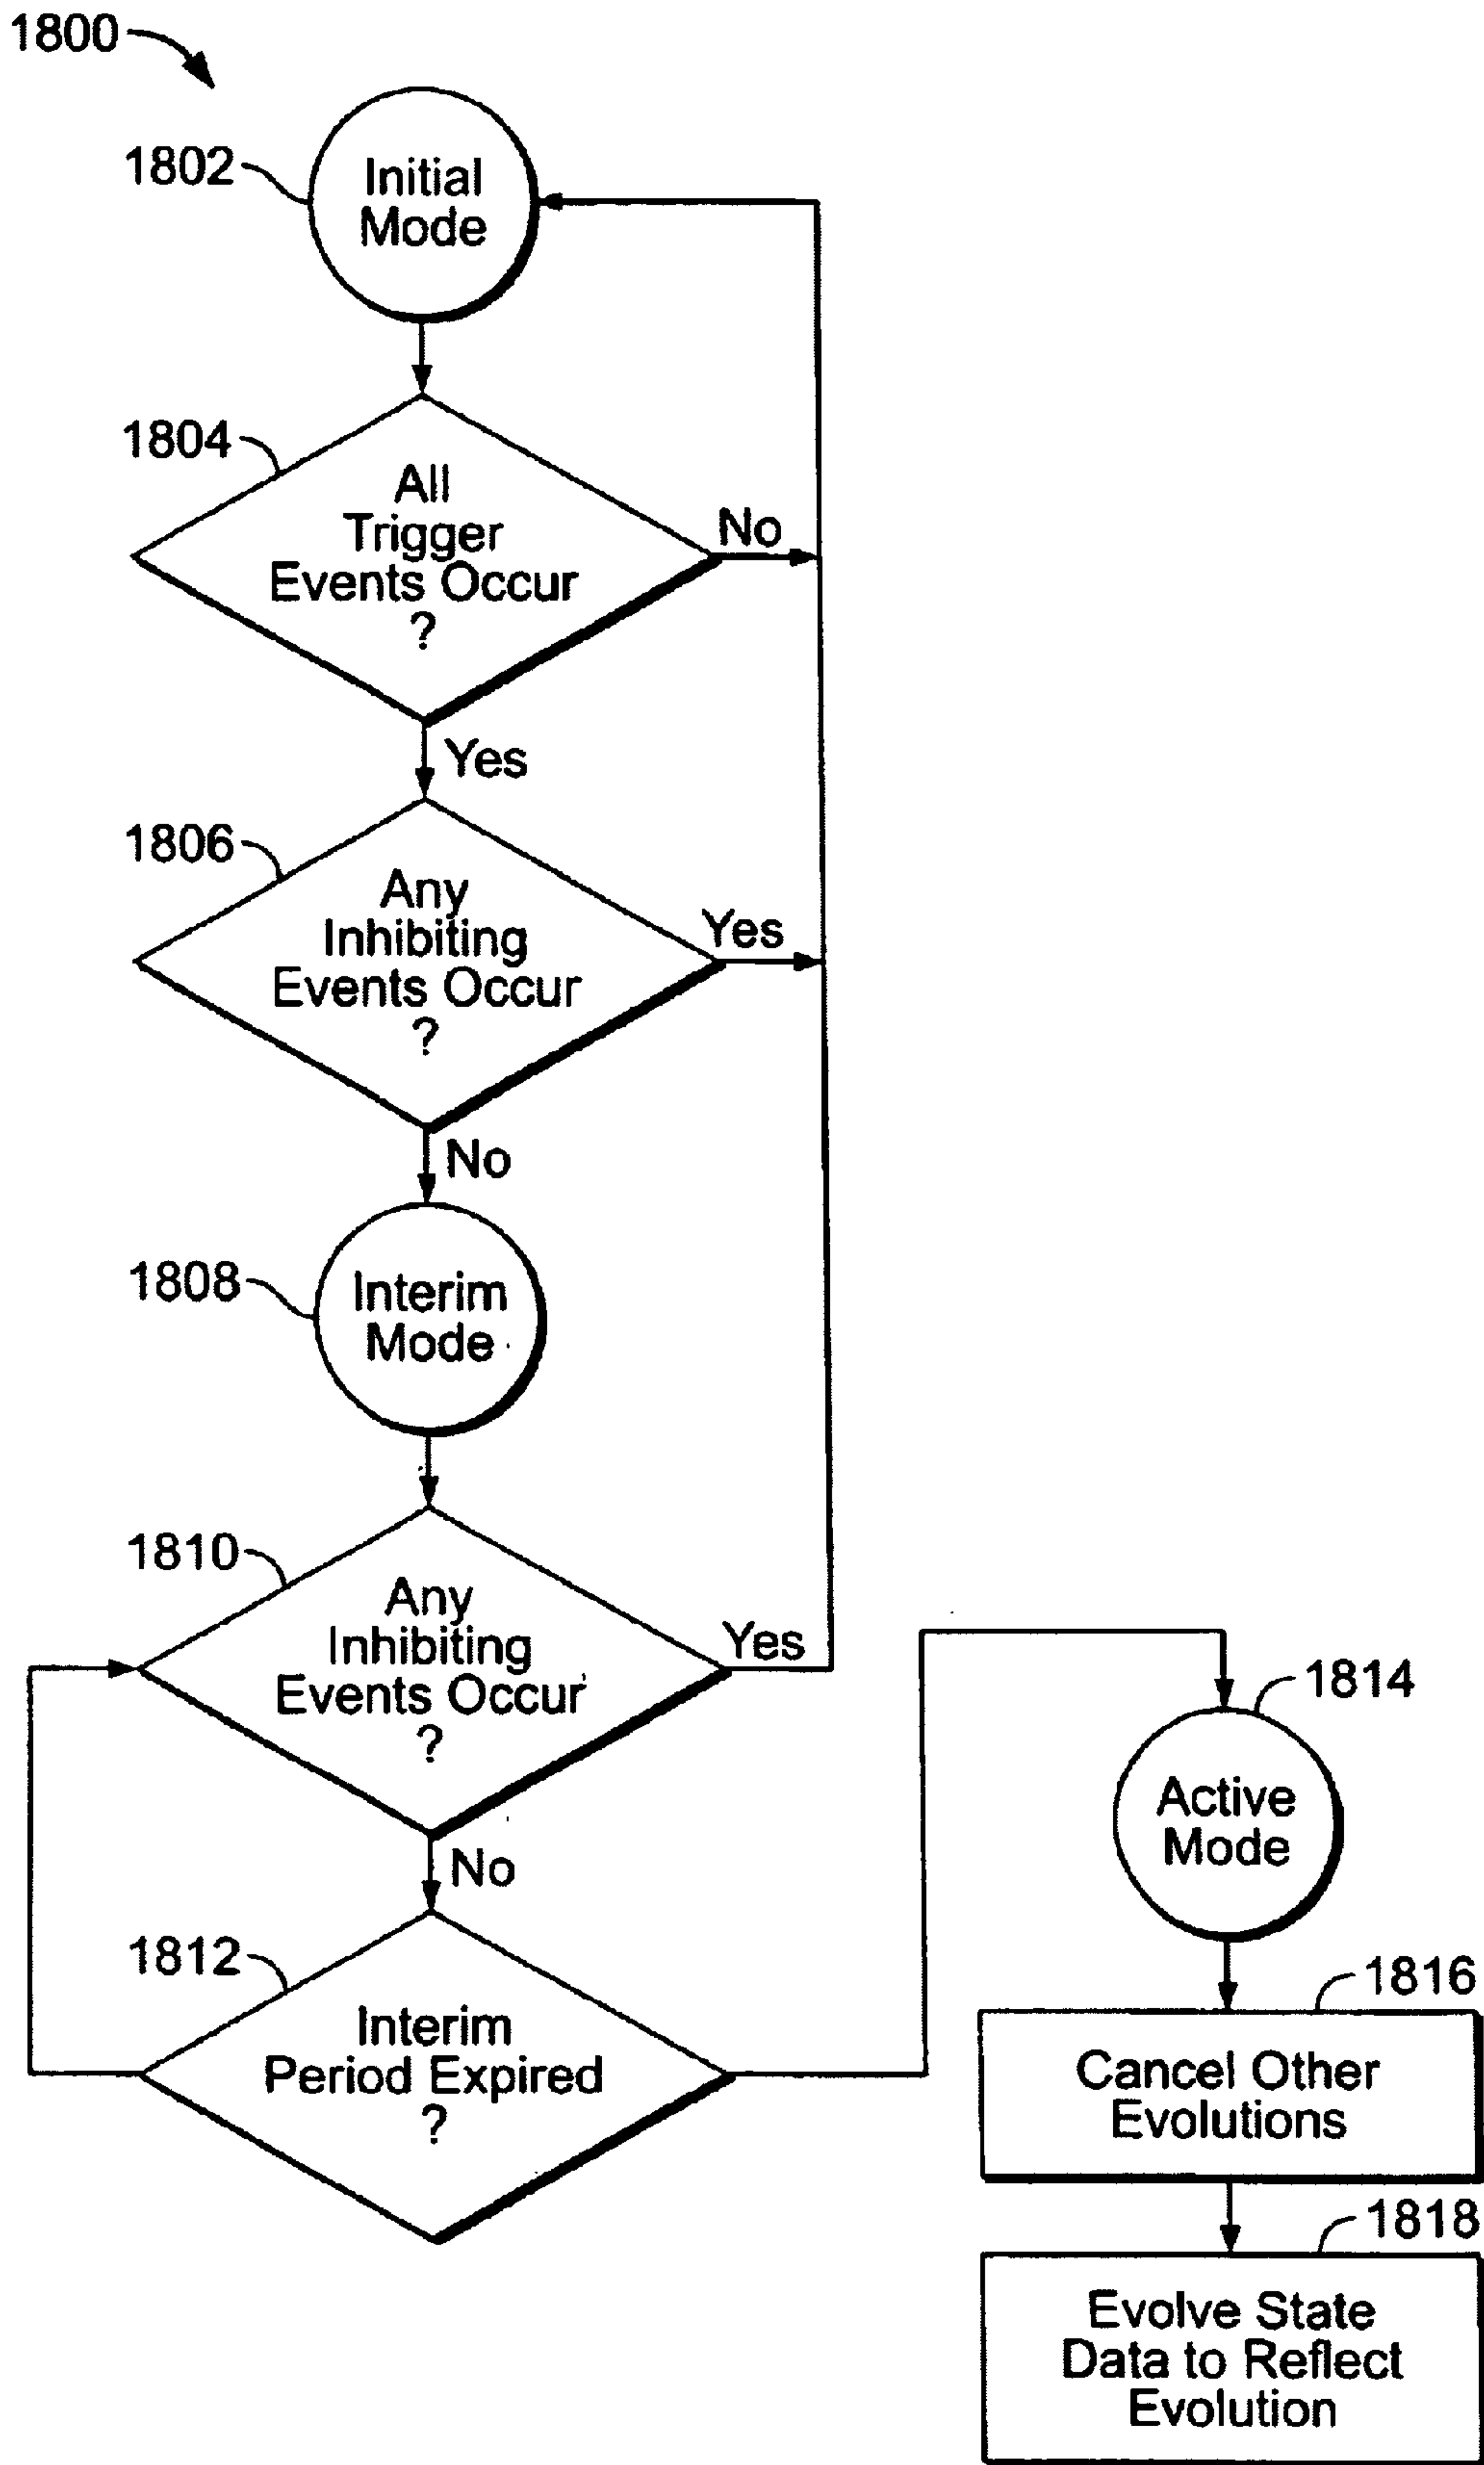 1800
1802
Initial
Mode
1804
All
Trigger
Events Occur
?
No
Yes
1806
Any
Inhibiting
Events Occur
?
Yes
No
1808
Interim
Mode
1810
Any
Inhibiting
Events Occur
?
Yes
No
1812
Interim
Period Expired
?
1814
Active
Mode
1816
Cancel Other
Evolutions
1818
Evolve State
Data to Reflect
Evolution